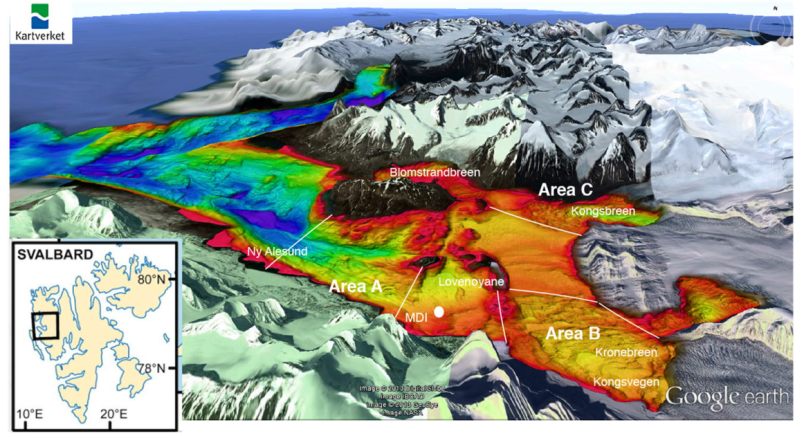 Kartverket
N
Blomstrandbreen
Area C
Kongsbreen
Ny Alesund
Area A
Lovenoyane
MDI
Area B
Kronebreen
Kongsvegen
SVALBARD
80°N
78°N
10°E
20°E
Google earth